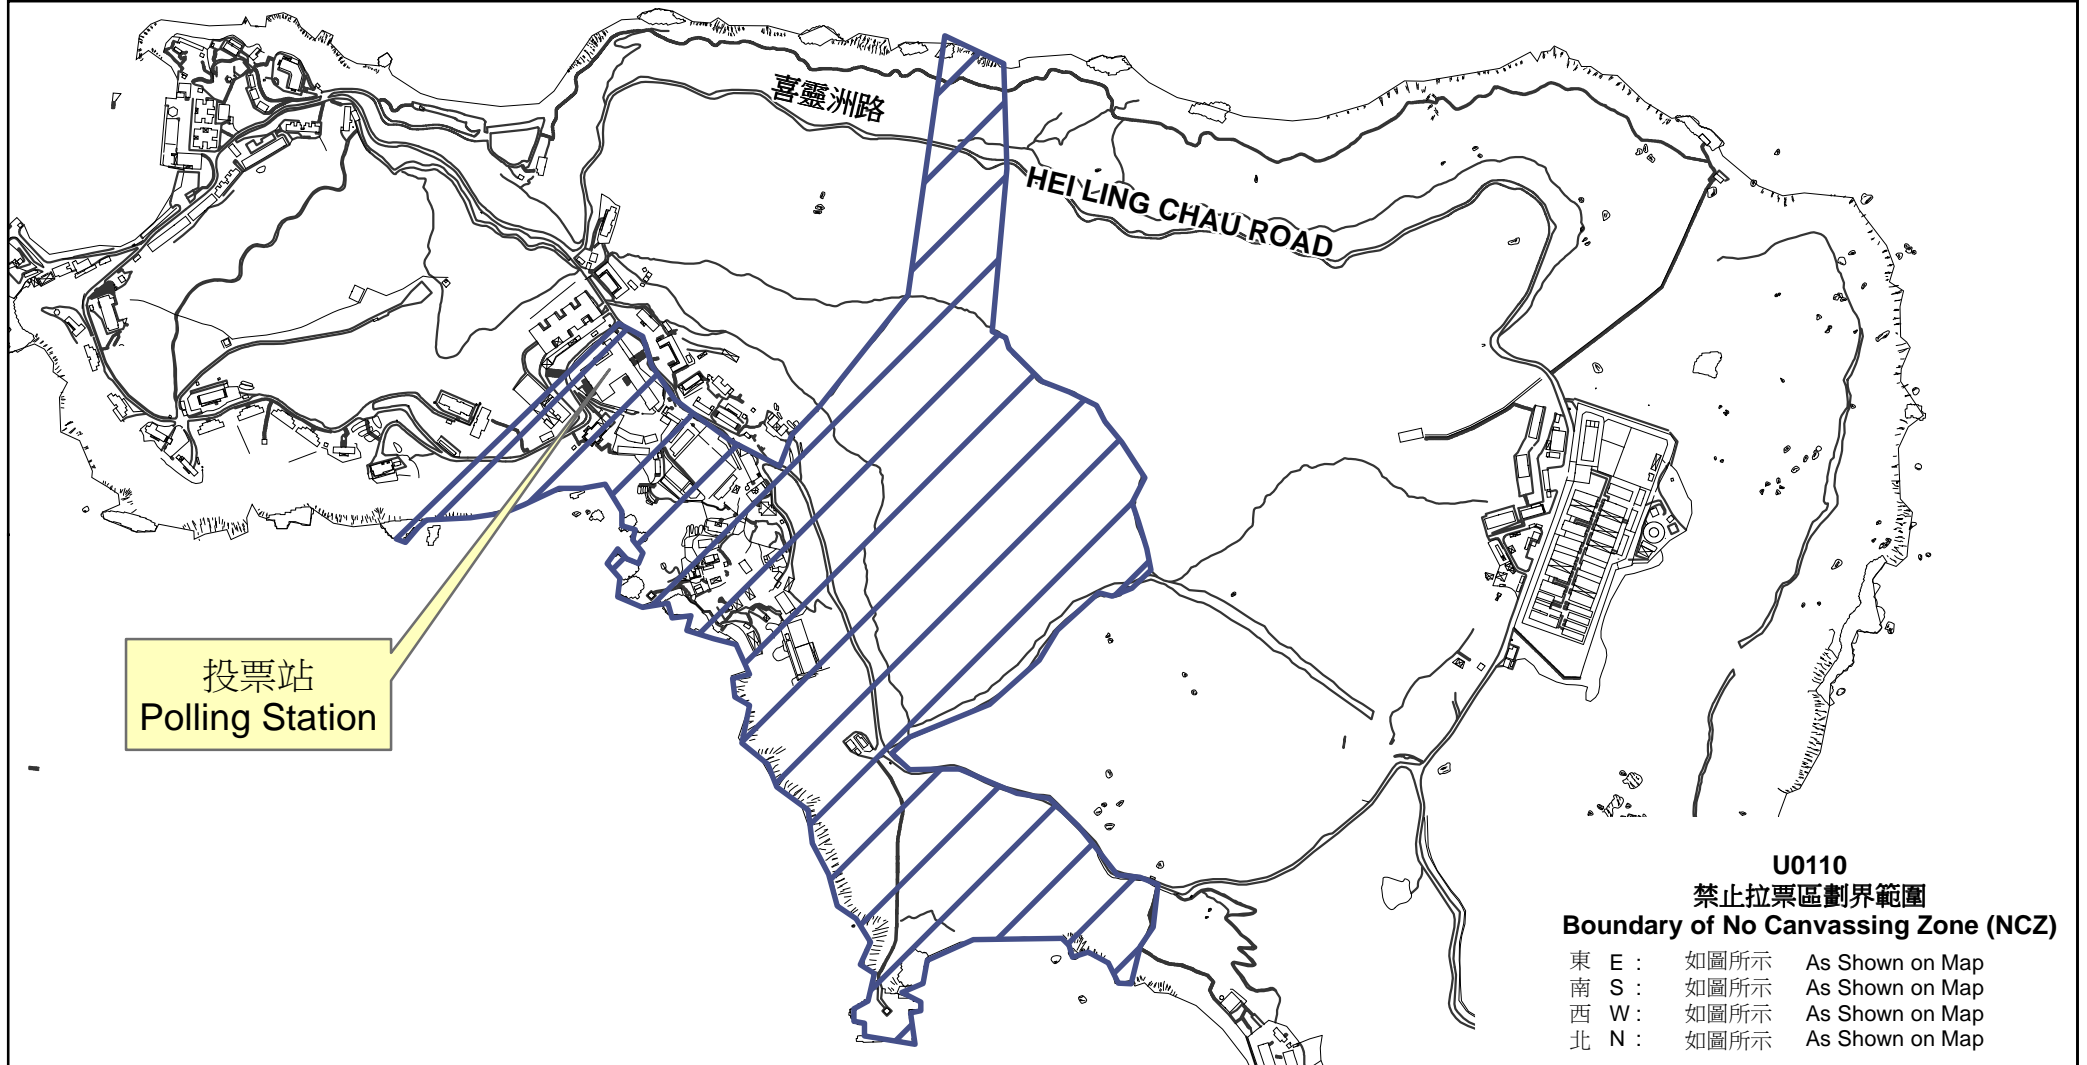 喜靈洲路
HEI LING CHAU ROAD
投票站
Polling Station
U0110
禁止拉票區劃界範圍
Boundary of No Canvassing Zone (NCZ)
東 E : 如圖所示 As Shown on Map
南 S : 如圖所示 As Shown on Map
西 W : 如圖所示 As Shown on Map
北 N : 如圖所示 As Shown on Map